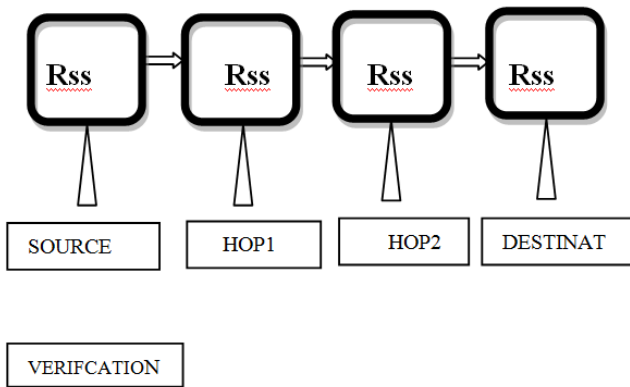 Rss Rss Rss Rss
SOURCE HOP1 HOP2 DESTINAT
VERIFCATION